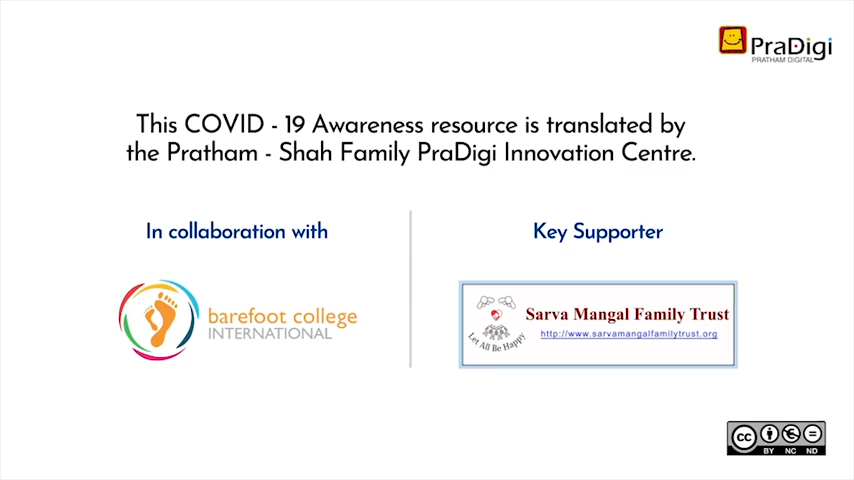 PraDigi
PRATHAM DIGITAL
This COVID - 19 Awareness resource is translated by
the Pratham - Shah Family PraDigi Innovation Centre.
In collaboration with
barefoot college
INTERNATIONAL
Key Supporter
Sarva Mangal Family Trust
http://www.sarvamangalfamilytrust.org
Let All Be Happy
cc
BY NC ND